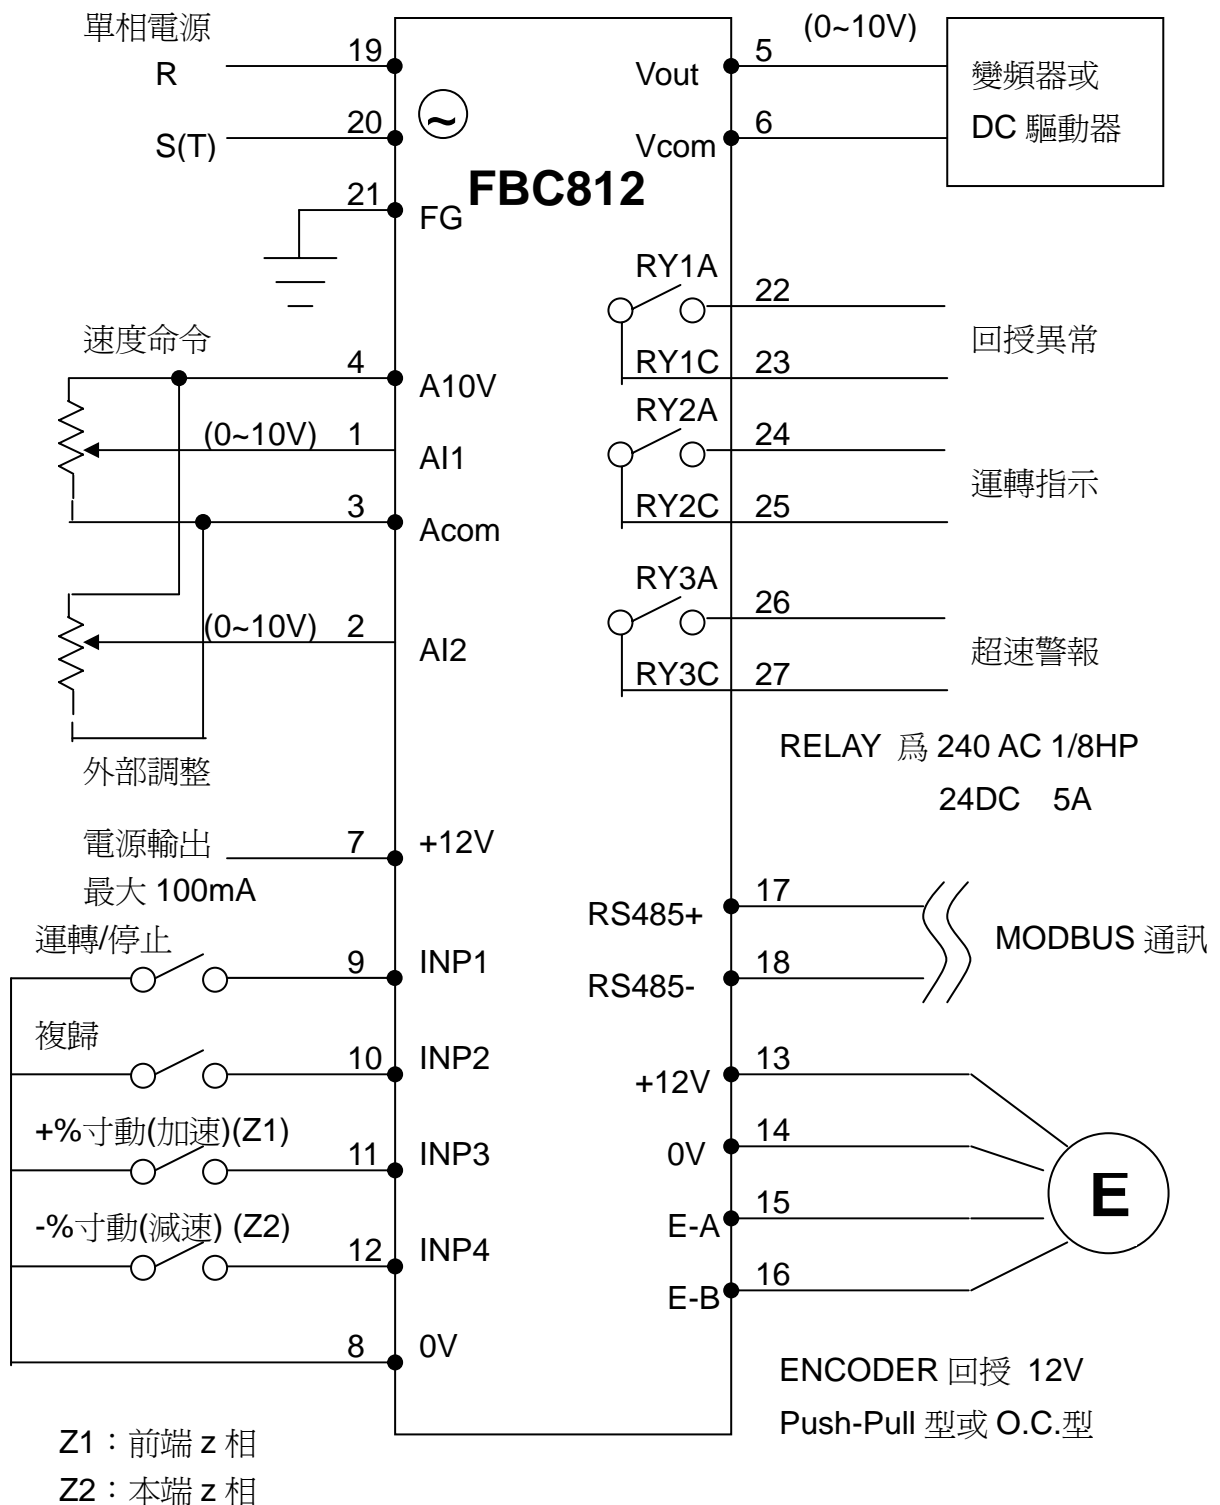 單相電源
R
19
S(T)
20
~
21
FG
FBC812
Vout
5
(0~10V)
Vcom
6
變頻器或
DC 驅動器
RY1A
22
RY1C
23
回授異常
RY2A
24
RY2C
25
運轉指示
RY3A
26
RY3C
27
超速警報
RELAY 爲 240 AC 1/8HP
24DC 5A
速度命令
4
A10V
(0~10V) 1
AI1
3
Acom
(0~10V) 2
AI2
外部調整
電源輸出
最大 100mA
7
+12V
運轉/停止
9
INP1
複歸
10
INP2
+%寸動(加速)(Z1)
11
INP3
-%寸動(減速) (Z2)
12
INP4
8
0V
RS485+
17
RS485-
18
MODBUS 通訊
+12V
13
0V
14
E-A
15
E-B
16
E
ENCODER 回授 12V
Push-Pull 型或 O.C.型
Z1：前端 z 相
Z2：本端 z 相